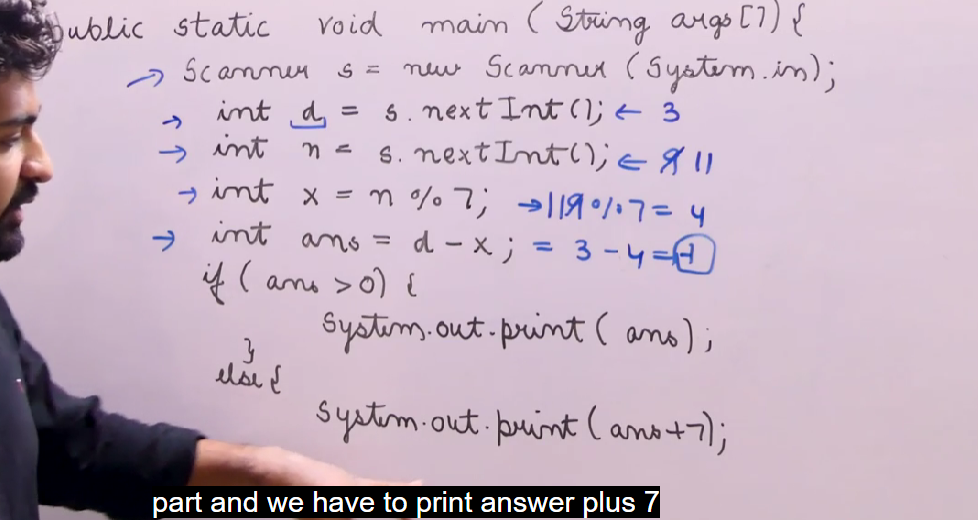 public static void main ( String args [] ) {
Scanner s = new Scanner ( System.in);
int d = s.nextInt (); ← 3
int n = s.nextInt (); ← 11
int x = n % 7; → 11 % 7 = 4
int ans = d - x ; = 3 - 4 = -1
if ( ans > 0) {
System.out.print ( ans );
}
else {
System.out.print ( ans+7);
part and we have to print answer plus 7